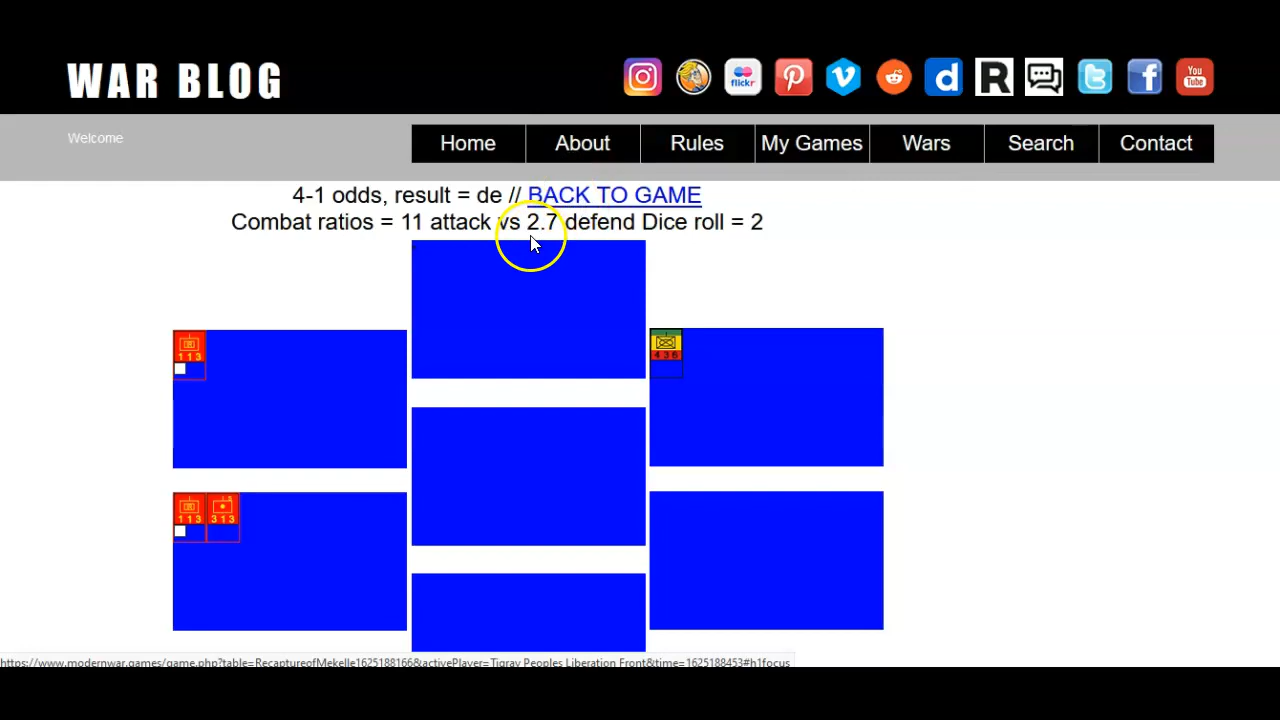 WAR BLOG
flickr
You
Tube
Welcome
Home About Rules My Games Wars Search Contact
4-1 odds, result = de // BACK TO GAME
Combat ratios = 11 attack vs 2.7 defend Dice roll = 2
1 1 3
4 3 6
1 1 3
3 1 3
https://www.modernwar.games/game.php?table=RecaptureofMekelle1625188166&activePlayer=Tigray Peoples Liberation Front&time=1625188453#h1focus